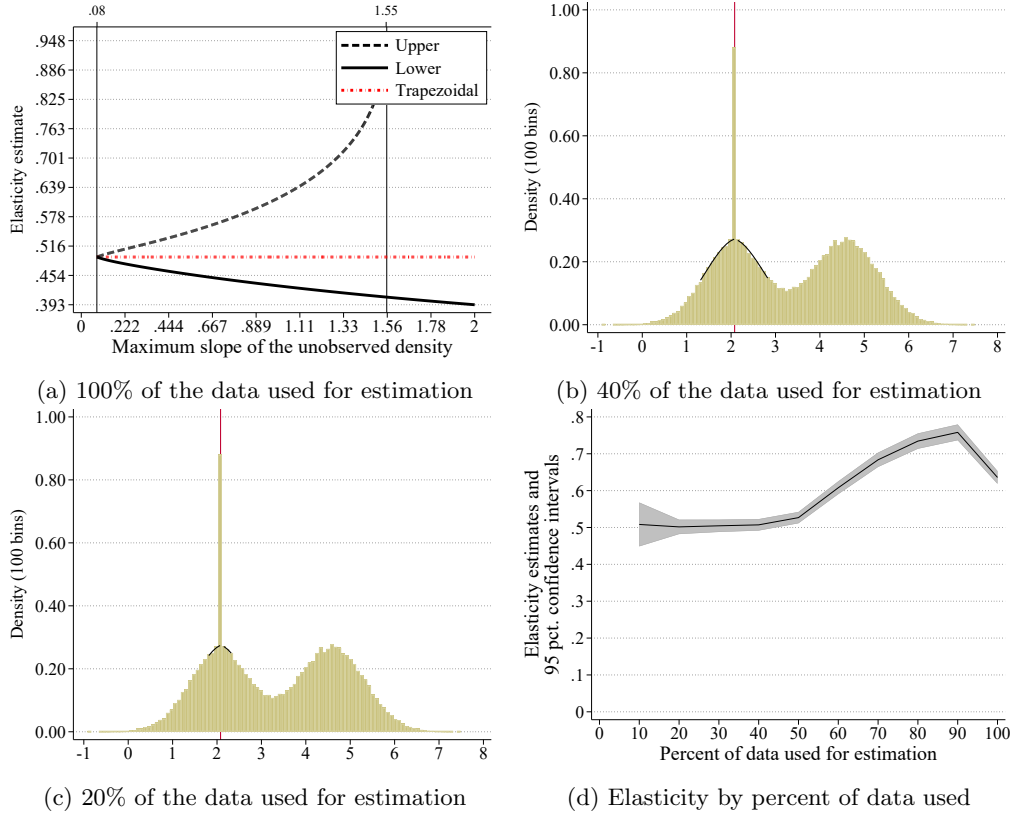 .08 1.55
Elasticity estimate
.948
.886
.825
.763
.701
.639
.578
.516
.454
.393
Upper
Lower
Trapezoidal
0 .222 .444 .667 .889 1.11 1.33 1.56 1.78 2
Maximum slope of the unobserved density
(a) 100% of the data used for estimation
Density (100 bins)
1.00
0.80
0.60
0.40
0.20
0.00
-1 0 1 2 3 4 5 6 7 8
(b) 40% of the data used for estimation
Density (100 bins)
1.00
0.80
0.60
0.40
0.20
0.00
-1 0 1 2 3 4 5 6 7 8
(c) 20% of the data used for estimation
Elasticity estimates and
95 pct. confidence intervals
.8
.7
.6
.5
.4
.3
.2
.1
0
0 10 20 30 40 50 60 70 80 90 100
Percent of data used for estimation
(d) Elasticity by percent of data used